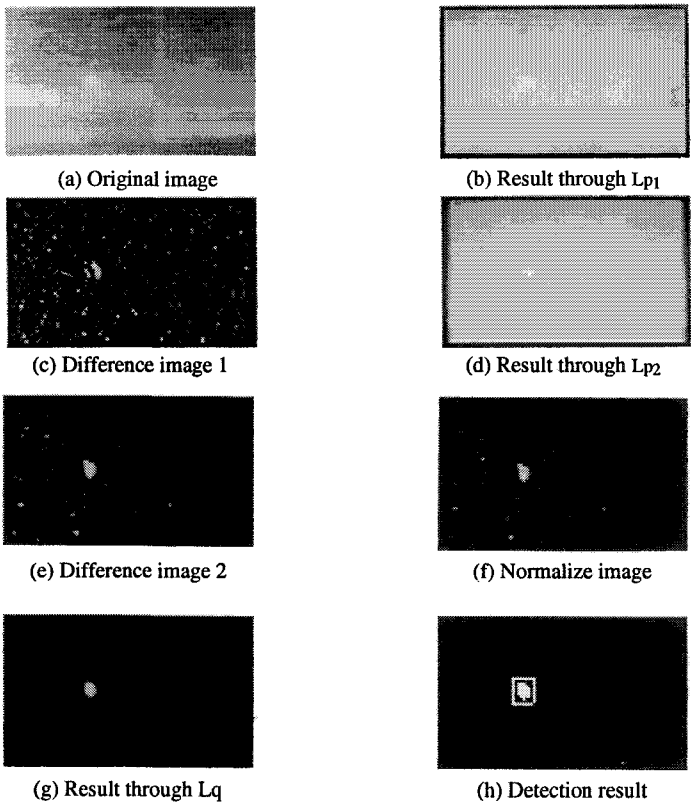 (a) Original image
(b) Result through Lp1
(c) Difference image 1
(d) Result through Lp2
(e) Difference image 2
(f) Normalize image
(g) Result through Lq
(h) Detection result